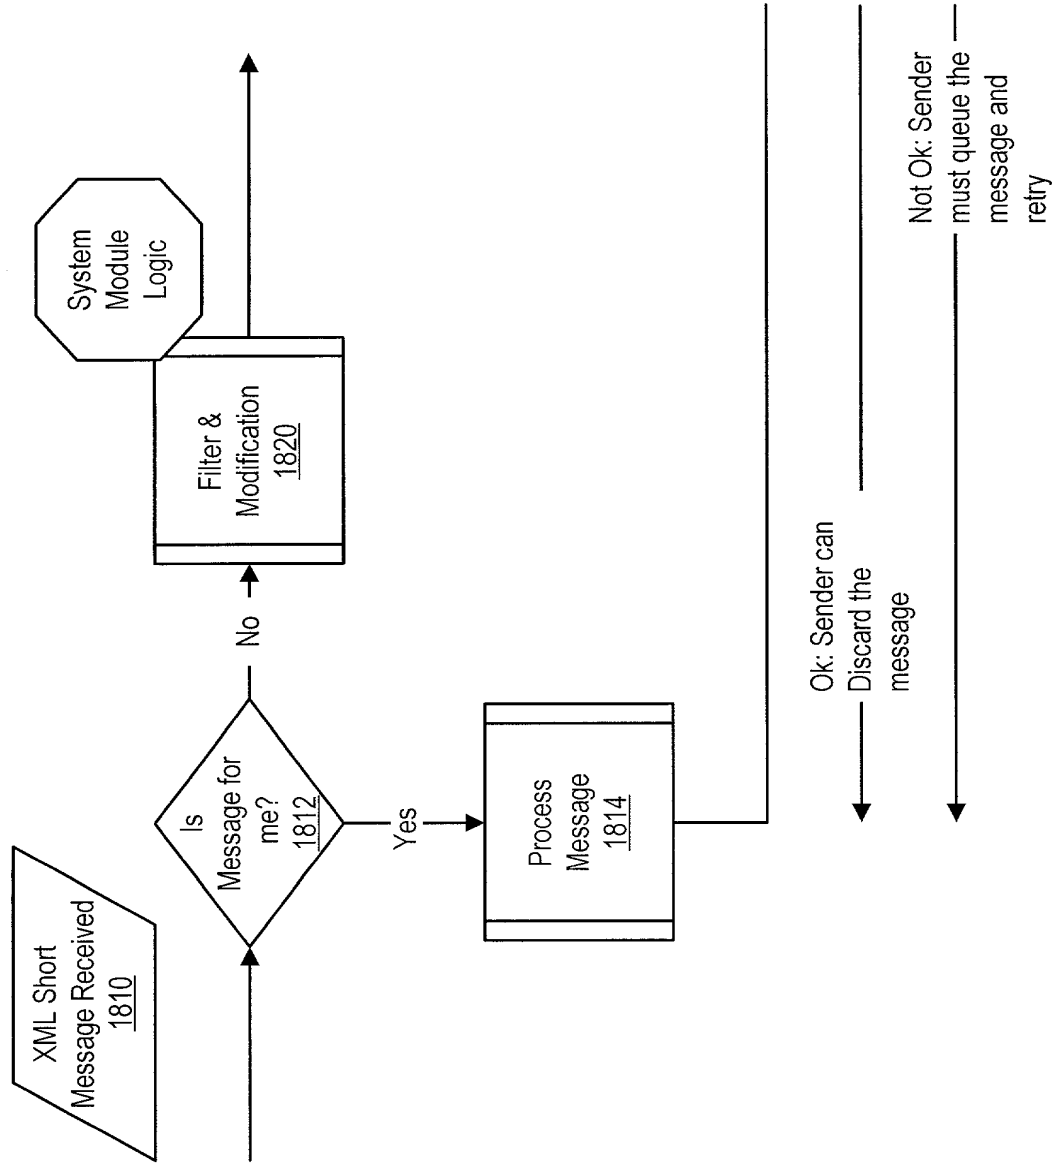 XML Short
Message Received
1810
Is
Message for
me?
1812
No
Yes
Process
Message
1814
Filter &
Modification
1820
System
Module
Logic
Ok: Sender can
Discard the
message
Not Ok: Sender
must queue the
message and
retry